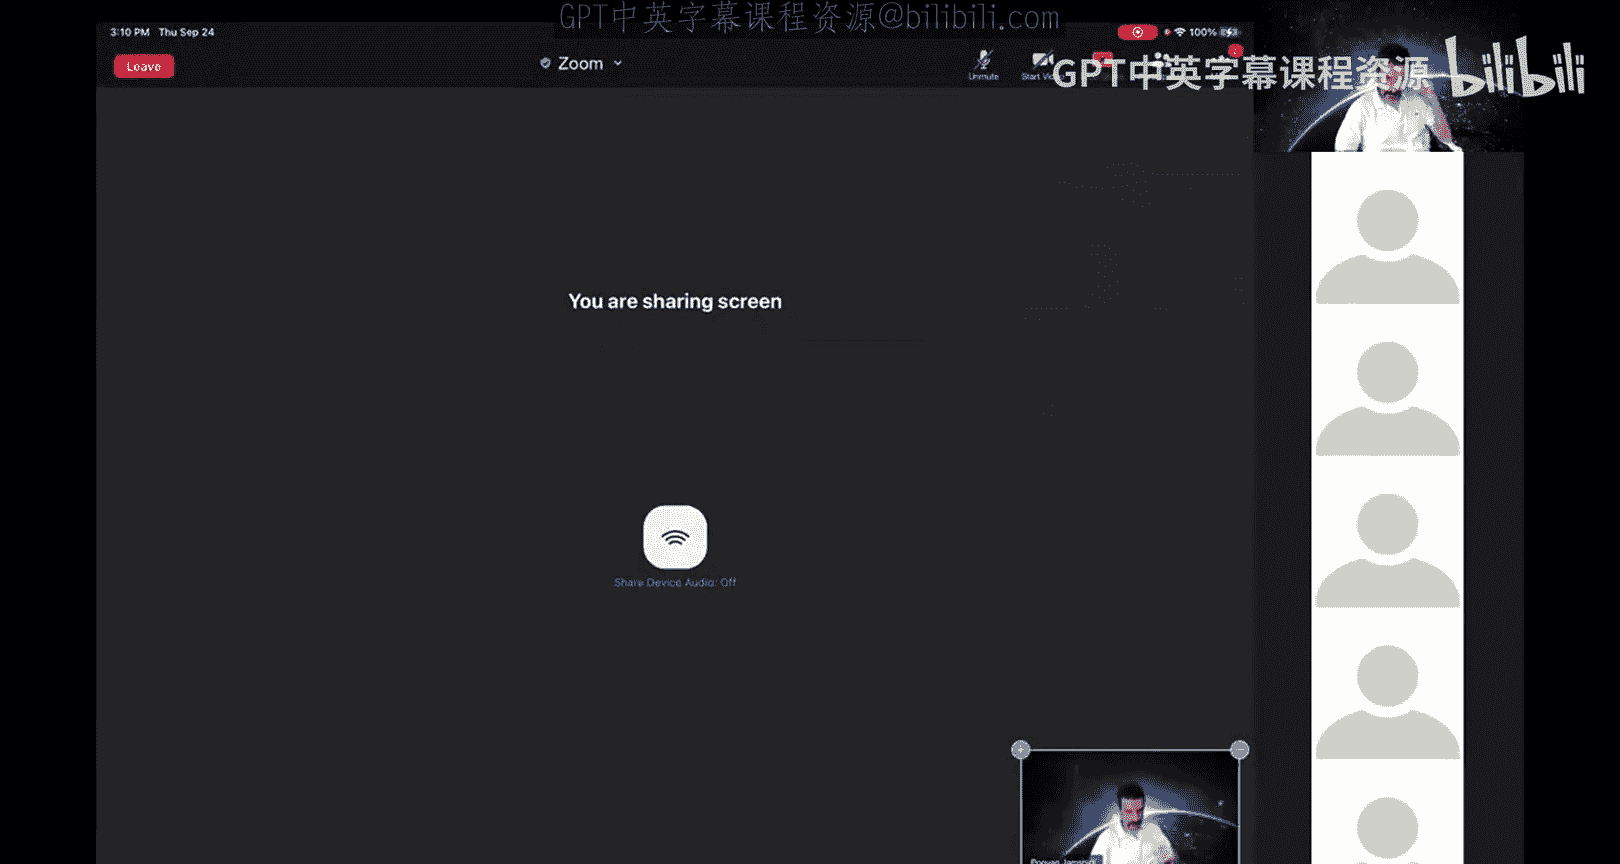 GPT中英字幕课程资源@bilibili.com
3:10 PM Thu Sep 24
100%
Leave
Zoom
Unmute
Start
GPT中英字幕课程资源 bilibili
You are sharing screen
Share Device Audio: Off